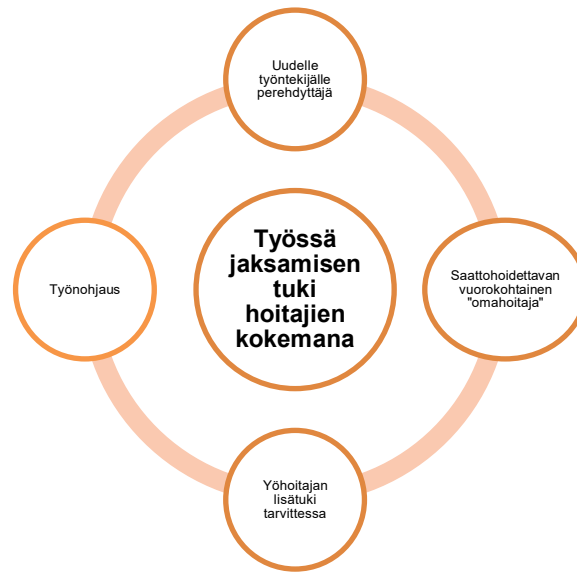 Uudelle
työntekijälle
perehdyttäjä
Työssä
jaksamisen
tuki
hoitajien
kokemana
Saattohoidettavan
vuorokohtainen
"omahoitaja"
Työnohjaus
Yöhoitajan
lisätuki
tarvittessa